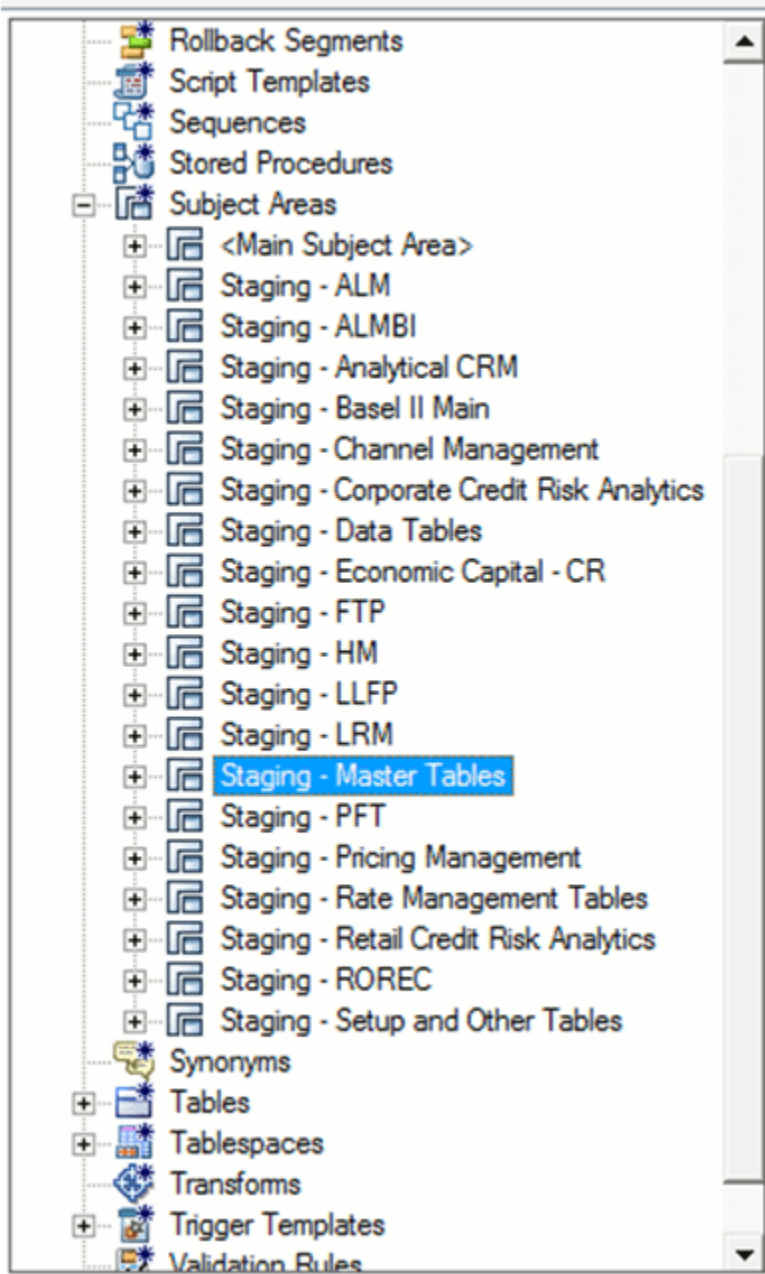 Rollback Segments
Script Templates
Sequences
Stored Procedures
Subject Areas
<Main Subject Area>
Staging - ALM
Staging - ALMBI
Staging - Analytical CRM
Staging - Basel II Main
Staging - Channel Management
Staging - Corporate Credit Risk Analytics
Staging - Data Tables
Staging - Economic Capital - CR
Staging - FTP
Staging - HM
Staging - LLFP
Staging - LRM
Staging - Master Tables
Staging - PFT
Staging - Pricing Management
Staging - Rate Management Tables
Staging - Retail Credit Risk Analytics
Staging - ROREC
Staging - Setup and Other Tables
Synonyms
Tables
Tablespaces
Transforms
Trigger Templates
Validation Rules